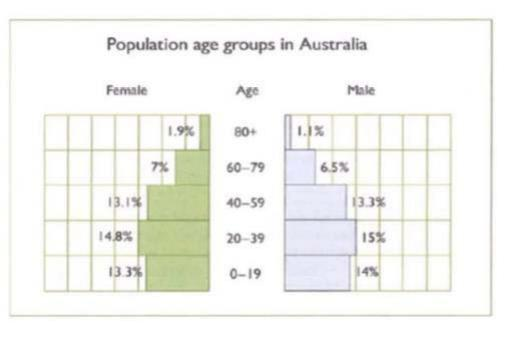 Population age groups in Australia
Female Age Male
1.9% 80+ 1.1%
7% 60–79 6.5%
13.1% 40–59 13.3%
14.8% 20–39 15%
13.3% 0–19 14%